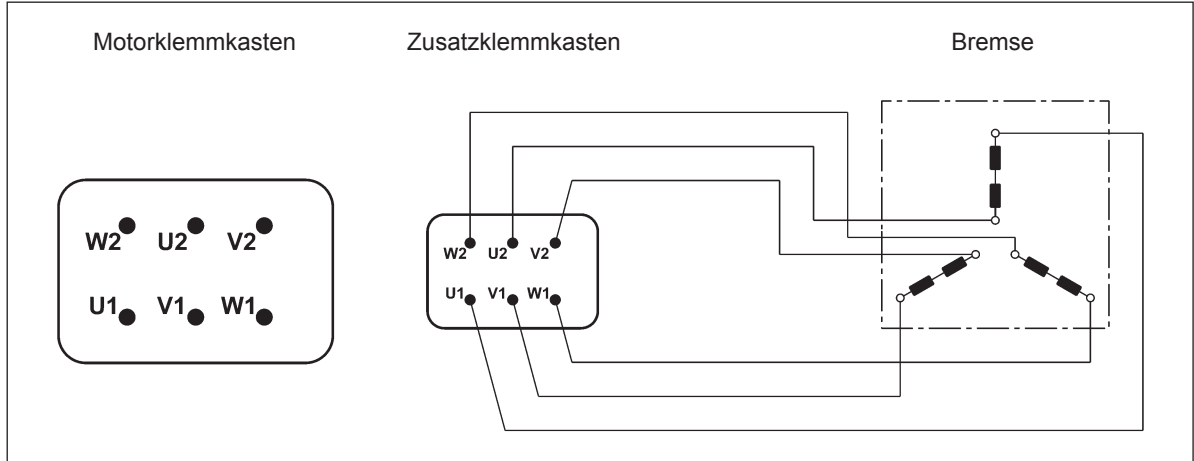 Motorklemmkasten Zusatzklemmkasten Bremse
W2 U2 V2
U1 V1 W1
W2 U2 V2
U1 V1 W1